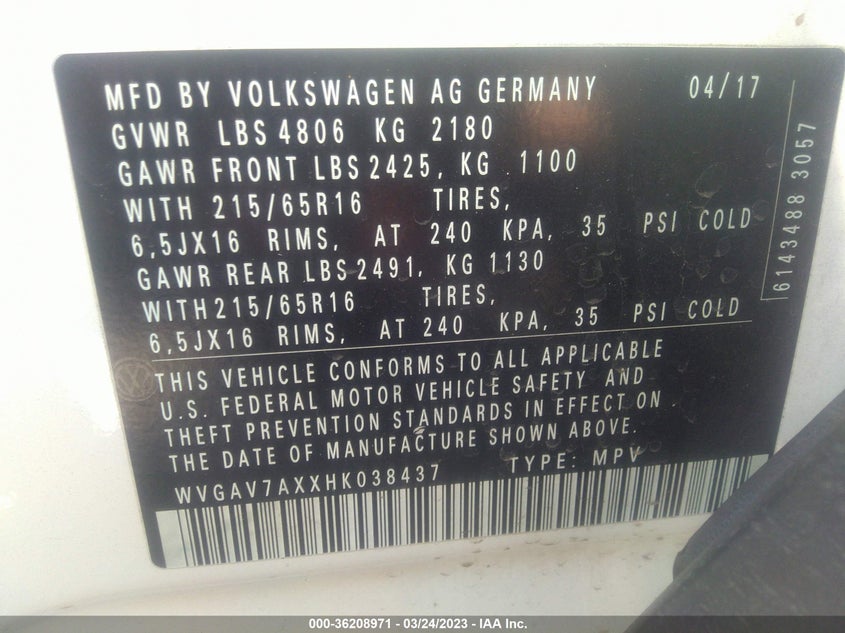 MFD BY VOLKSWAGEN AG GERMANY 04/17
GVWR LBS 4806 KG 2180
GAWR FRONT LBS 2425, KG 1100
WITH 215/65R16 TIRES,
6,5JX16 RIMS, AT 240 KPA, 35 PSI COLD
GAWR REAR LBS 2491, KG 1130
WITH 215/65R16 TIRES,
6,5JX16 RIMS, AT 240 KPA, 35 PSI COLD
THIS VEHICLE CONFORMS TO ALL APPLICABLE
U.S. FEDERAL MOTOR VEHICLE SAFETY AND
THEFT PREVENTION STANDARDS IN EFFECT ON
THE DATE OF MANUFACTURE SHOWN ABOVE.
WVGAV7AXXHK038437 TYPE: MPV
6143488 3057
000-36208971 - 03/24/2023 - IAA Inc.